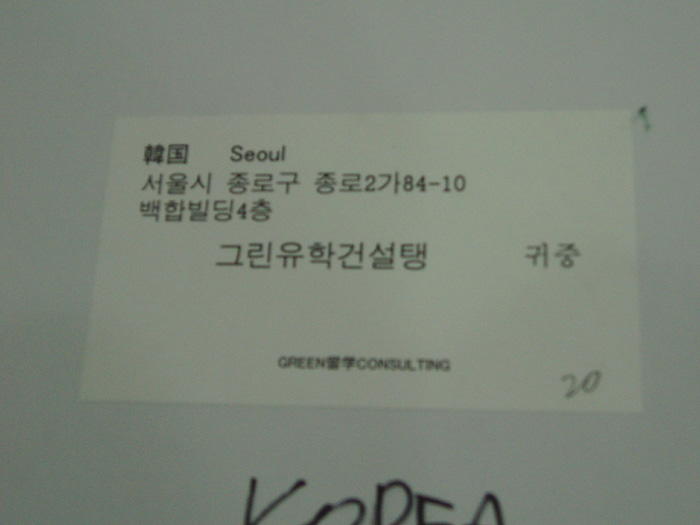 韓国 Seoul
서울시 종로구 종로2가84-10
백합빌딩4층
그린유학건설탱 귀중
GREEN留学CONSULTING
20
KOREA